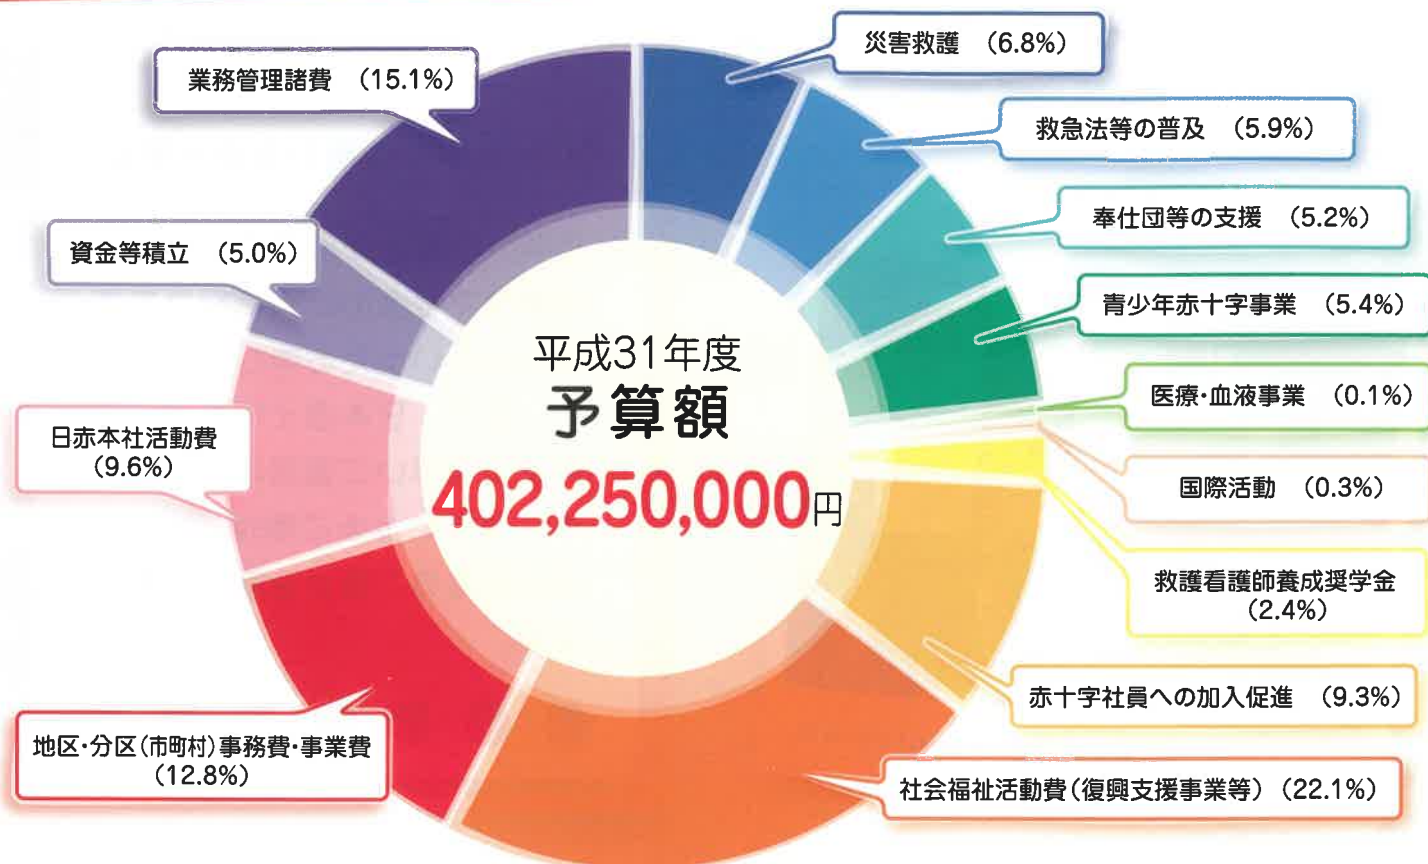 災害救護 (6.8%)
業務管理諸費 (15.1%)
救急法等の普及 (5.9%)
奉仕団等の支援 (5.2%)
資金等積立 (5.0%)
青少年赤十字事業 (5.4%)
平成31年度
予算額
402,250,000円
医療・血液事業 (0.1%)
日赤本社活動費
(9.6%)
国際活動 (0.3%)
救護看護師養成奨学金
(2.4%)
赤十字社員への加入促進 (9.3%)
地区・分区(市町村)事務費・事業費
(12.8%)
社会福祉活動費(復興支援事業等) (22.1%)